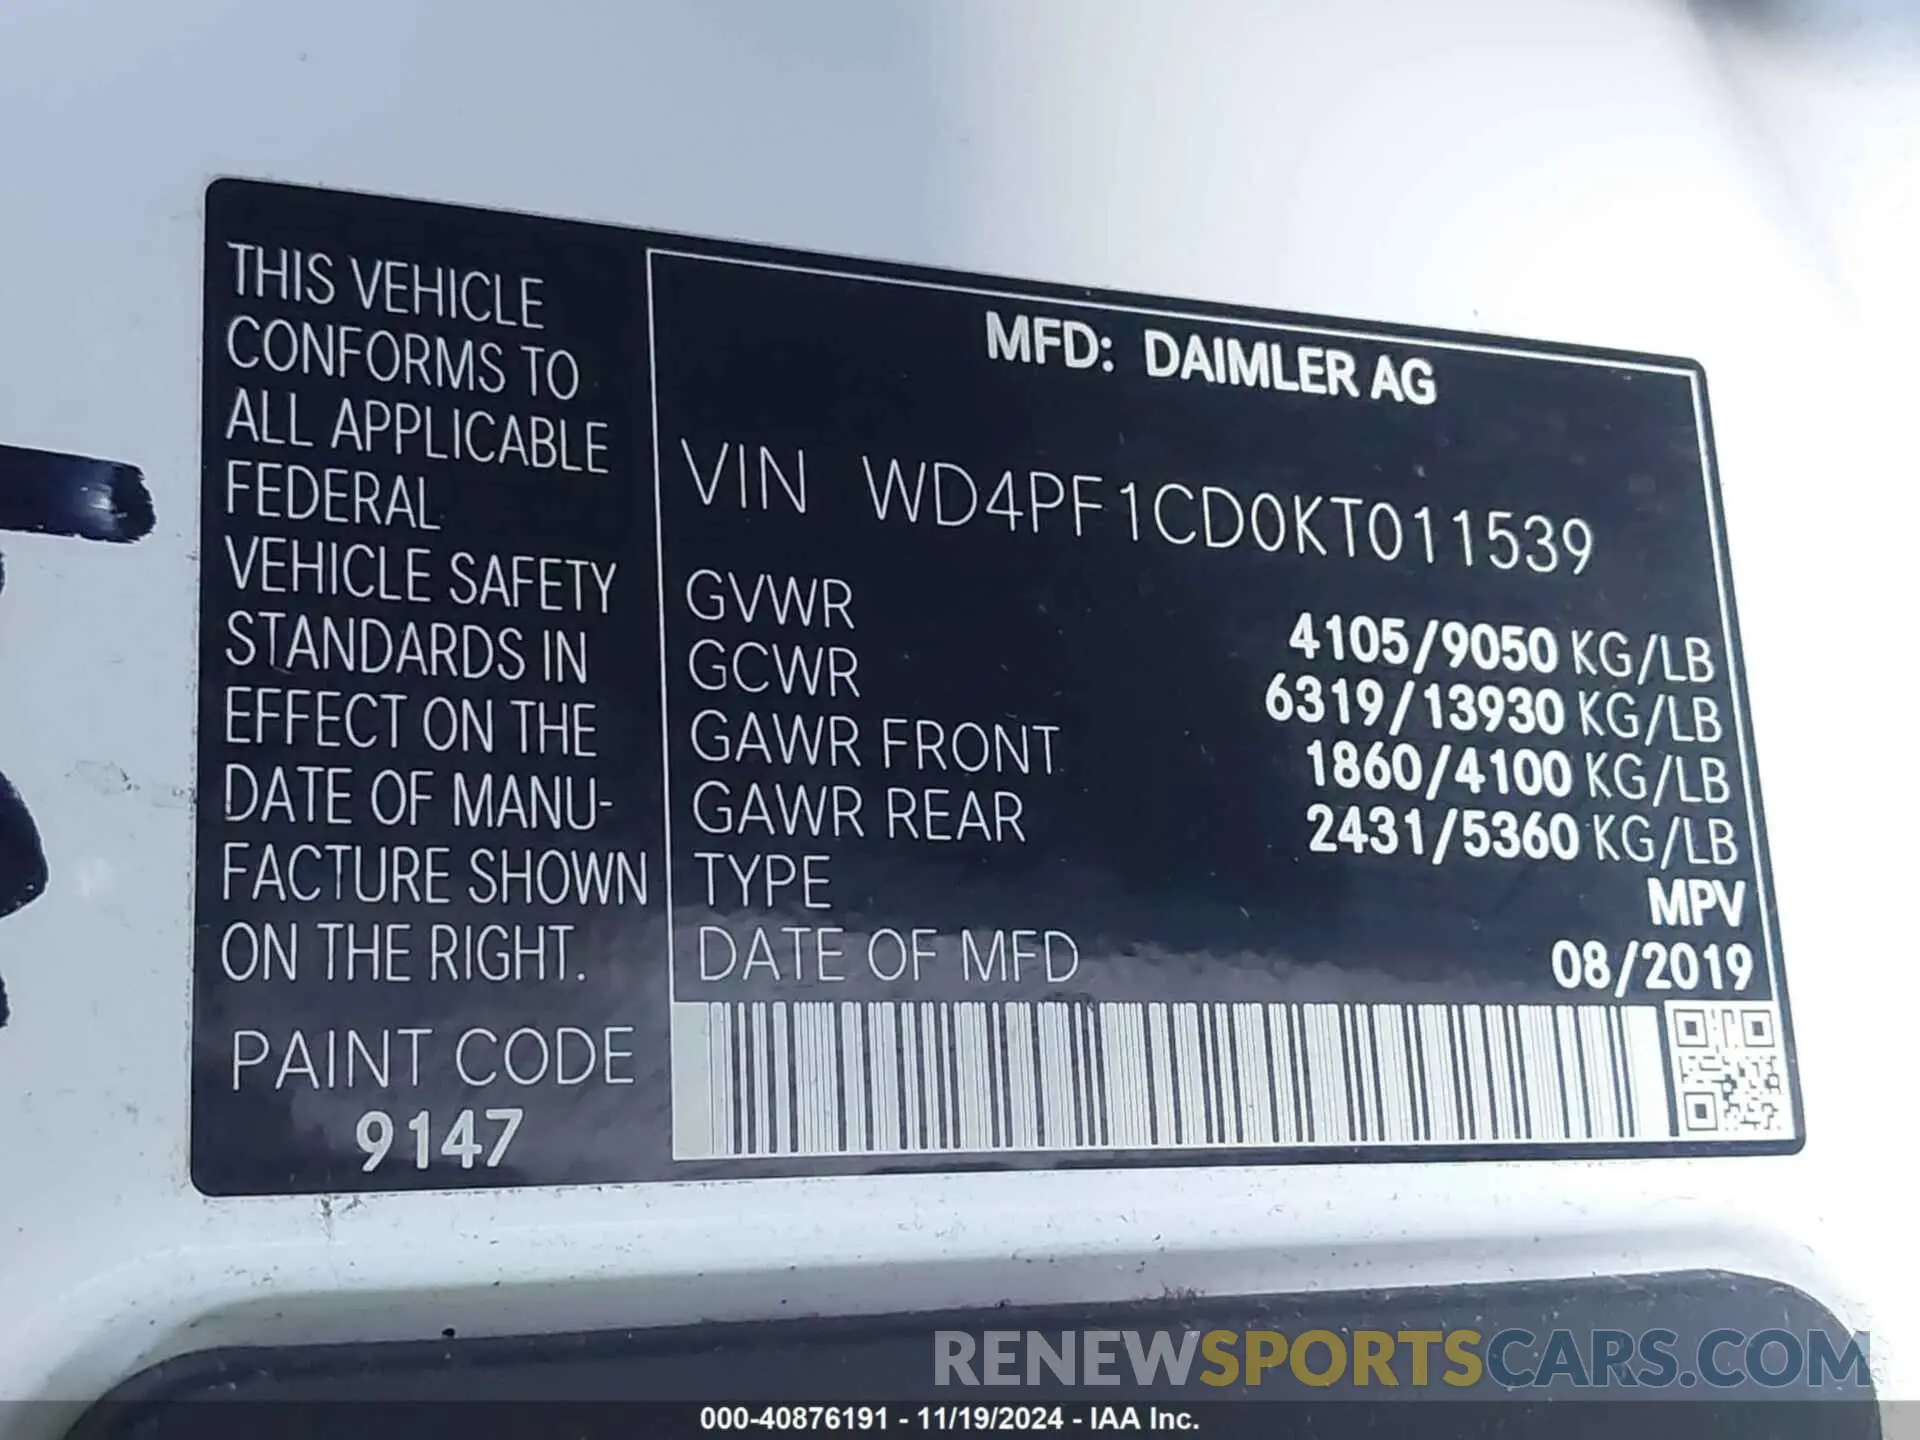 THIS VEHICLE
CONFORMS TO
ALL APPLICABLE
FEDERAL
VEHICLE SAFETY
STANDARDS IN
EFFECT ON THE
DATE OF MANU-
FACTURE SHOWN
ON THE RIGHT.
PAINT CODE
9147
MFD: DAIMLER AG
VIN WD4PF1CD0KT011539
GVWR 4105/9050 KG/LB
GCWR 6319/13930 KG/LB
GAWR FRONT 1860/4100 KG/LB
GAWR REAR 2431/5360 KG/LB
TYPE MPV
DATE OF MFD 08/2019
RENEWSPORTSCARS.COM
000-40876191 - 11/19/2024 - IAA Inc.